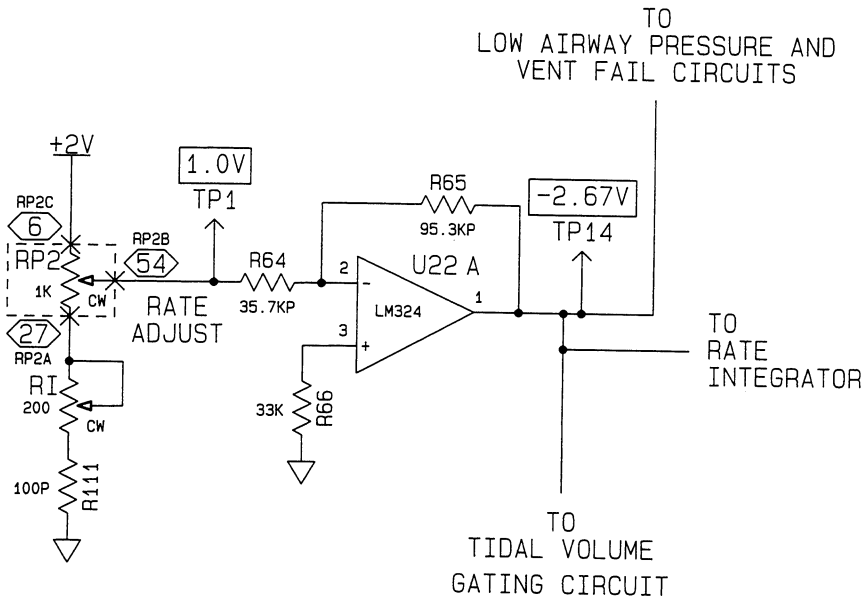 TO
LOW AIRWAY PRESSURE AND
VENT FAIL CIRCUITS
+2V
1.0V
TP1
RP2C
6
RP2
1K
CW
RP2B
54
RATE
ADJUST
R64
35.7KP
R65
95.3KP
-2.67V
TP14
U22 A
2
-
LM324
1
3
+
33K
R66
27
RP2A
RI
200
CW
100P
R111
TO
RATE
INTEGRATOR
TO
TIDAL VOLUME
GATING CIRCUIT